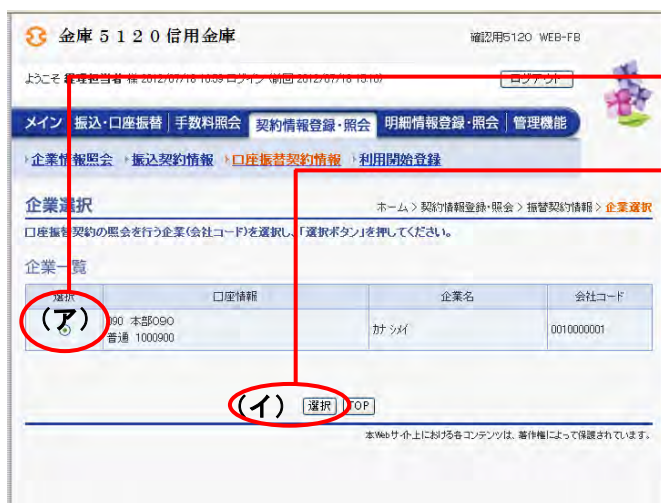 金庫5120信用金庫
確認用5120 WEB-FB
ようこそ 経理担当者 様 2012/07/18 16:59 ログイン (前回 2012/07/18 15:10)
ログアウト
メイン 振込・口座振替 手数料照会 契約情報登録・照会 明細情報登録・照会 管理機能
企業情報照会 振込契約情報 口座振替契約情報 利用開始登録
企業選択
ホーム > 契約情報登録・照会 > 振替契約情報 > 企業選択
口座振替契約の照会を行う企業(会社コード)を選択し、「選択ボタン」を押してください。
企業一覧
選択 口座情報 企業名 会社コード
(ア) 090 本部090
普通 1000900
カナ シメイ 0010000001
(イ) 選択 TOP
本Webサイト上における各コンテンツは、著作権によって保護されています。